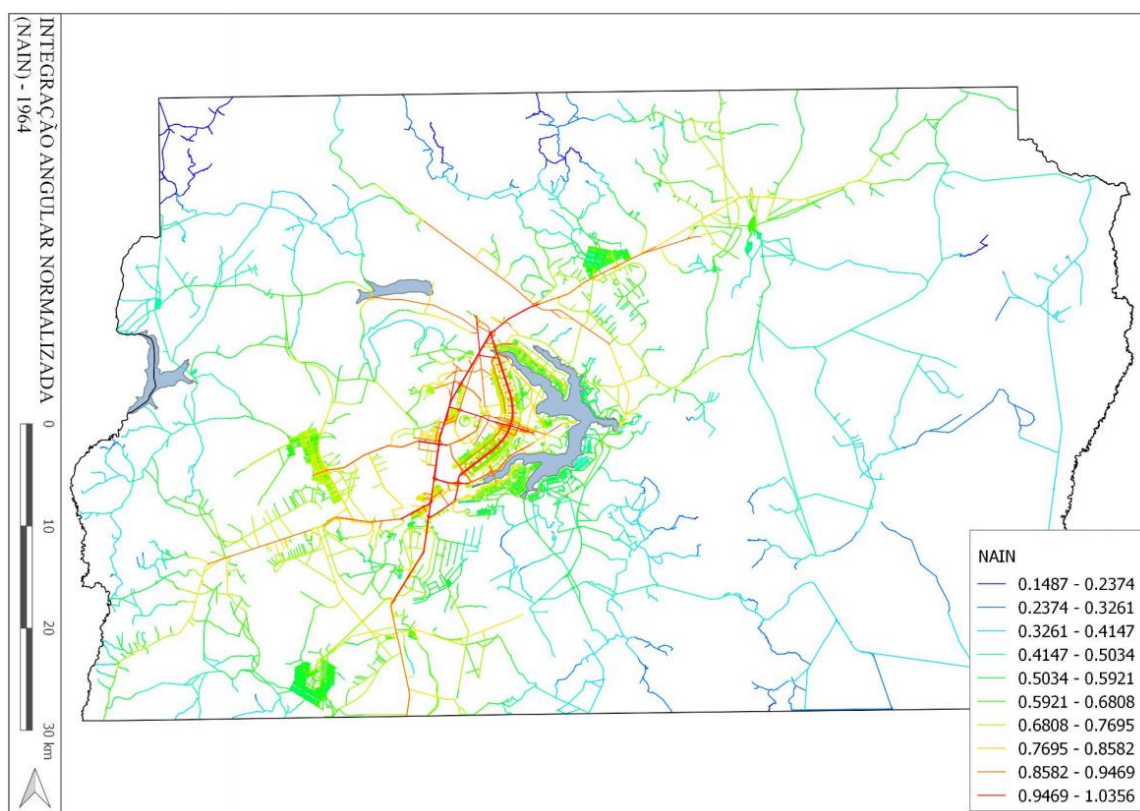 INTEGRAÇÃO ANGULAR NORMALIZADA
(NAIN) - 1964
0
10
20
30 km
NAIN
0.1487 - 0.2374
0.2374 - 0.3261
0.3261 - 0.4147
0.4147 - 0.5034
0.5034 - 0.5921
0.5921 - 0.6808
0.6808 - 0.7695
0.7695 - 0.8582
0.8582 - 0.9469
0.9469 - 1.0356